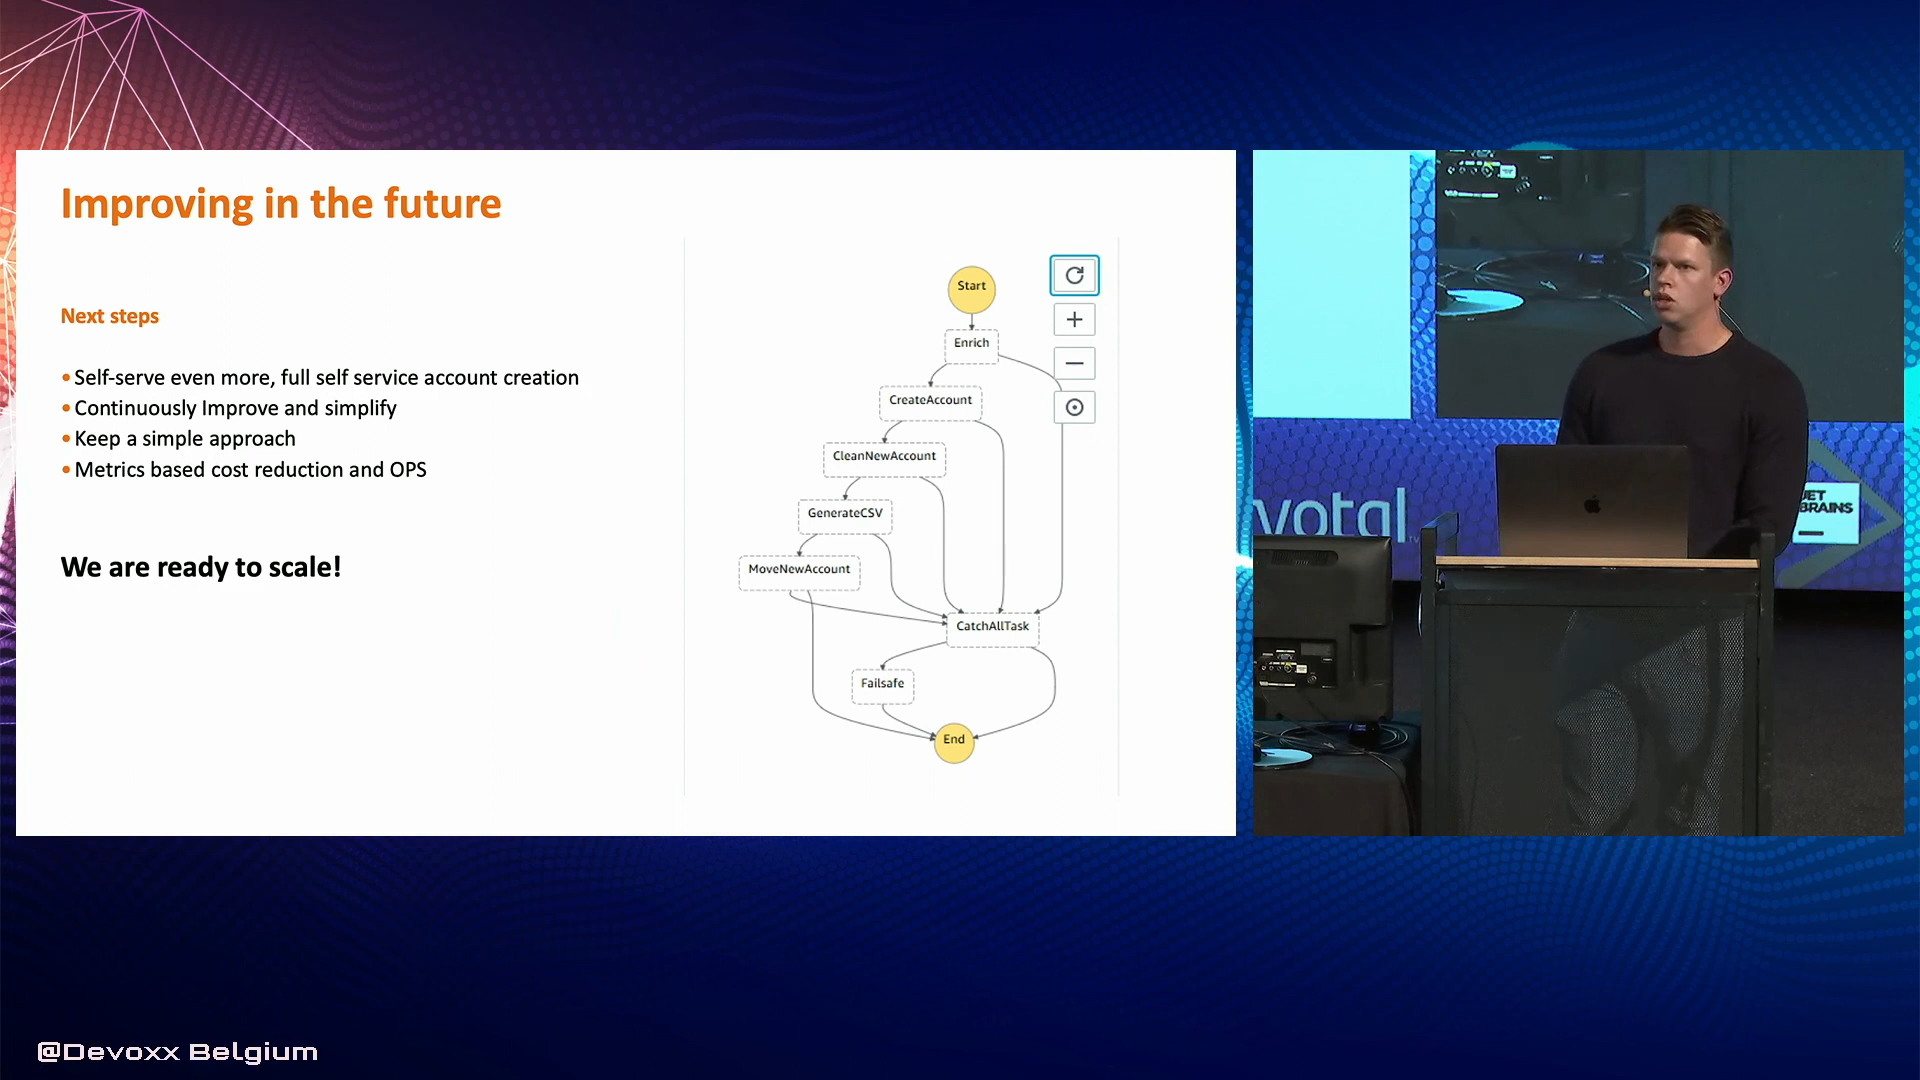 Improving in the future
Next steps
• Self-serve even more, full self service account creation
• Continuously Improve and simplify
• Keep a simple approach
• Metrics based cost reduction and OPS
We are ready to scale!
Start
Enrich
CreateAccount
CleanNewAccount
GenerateCSV
MoveNewAccount
CatchAllTask
Failsafe
End
votal
JET
BRAINS
@Devoxx Belgium